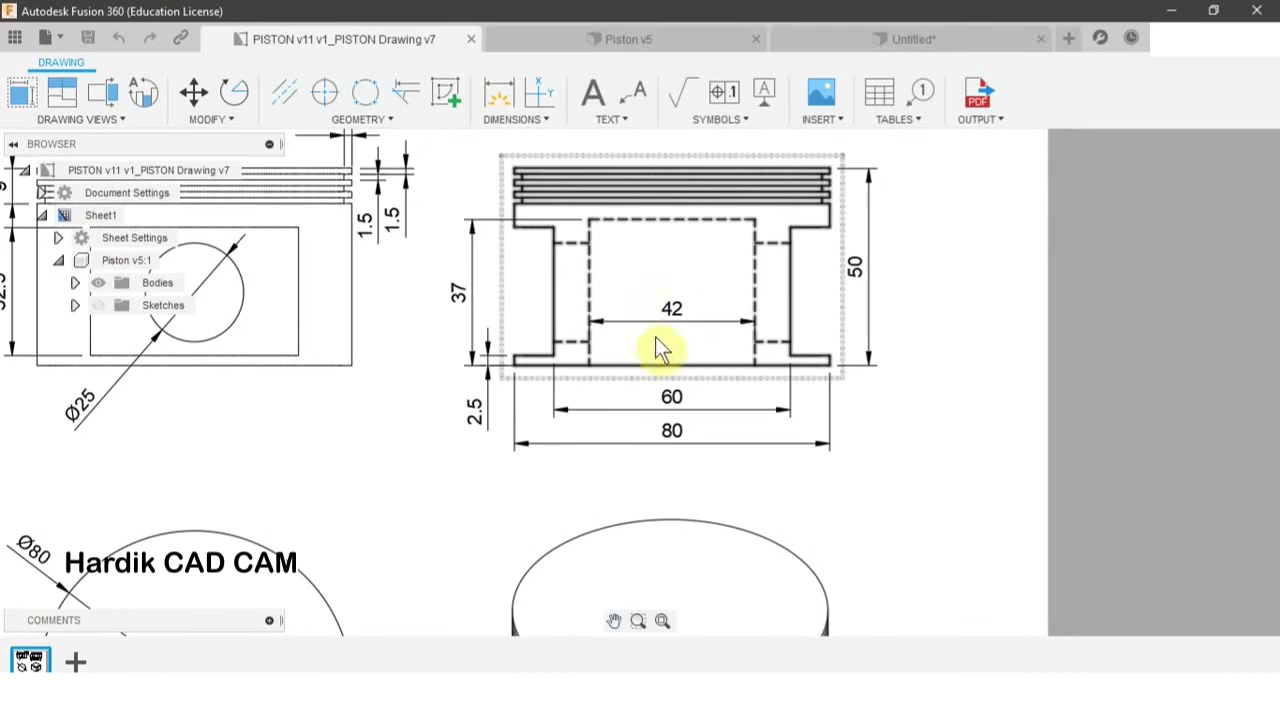 Autodesk Fusion 360 (Education License)
PISTON v11 v1_PISTON Drawing v7
Piston v5
Untitled*
DRAWING
DRAWING VIEWS
MODIFY
GEOMETRY
DIMENSIONS
TEXT
SYMBOLS
INSERT
TABLES
OUTPUT
BROWSER
PISTON v11 v1_PISTON Drawing v7
Document Settings
Sheet1
Sheet Settings
Piston v5:1
Bodies
Sketches
1.5
1.5
Ø25
37
42
50
2.5
60
80
Ø80
Hardik CAD CAM
COMMENTS